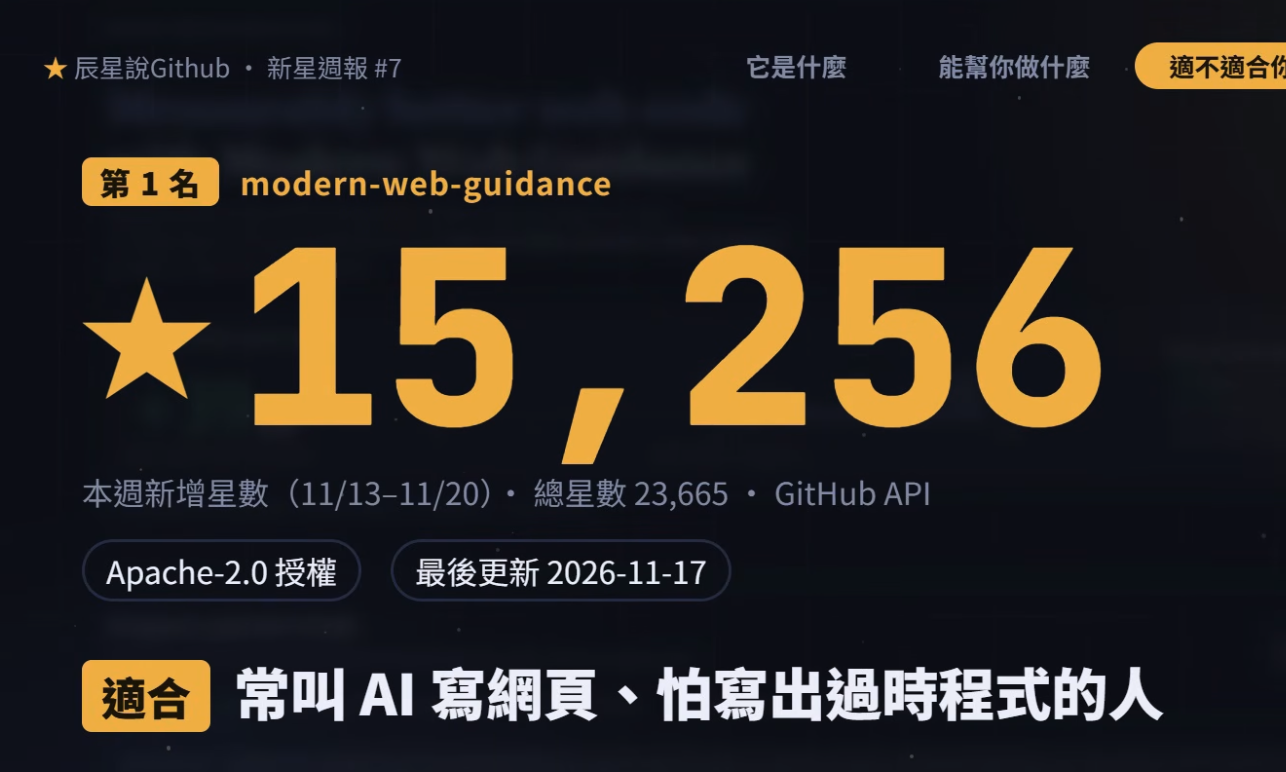 ★ 辰星說Github · 新星週報 #7
它是什麼 能幫你做什麼 適不適合你
第 1 名 modern-web-guidance
★15,256
本週新增星數（11/13–11/20）· 總星數 23,665 · GitHub API
Apache-2.0 授權 最後更新 2026-11-17
適合 常叫 AI 寫網頁、怕寫出過時程式的人